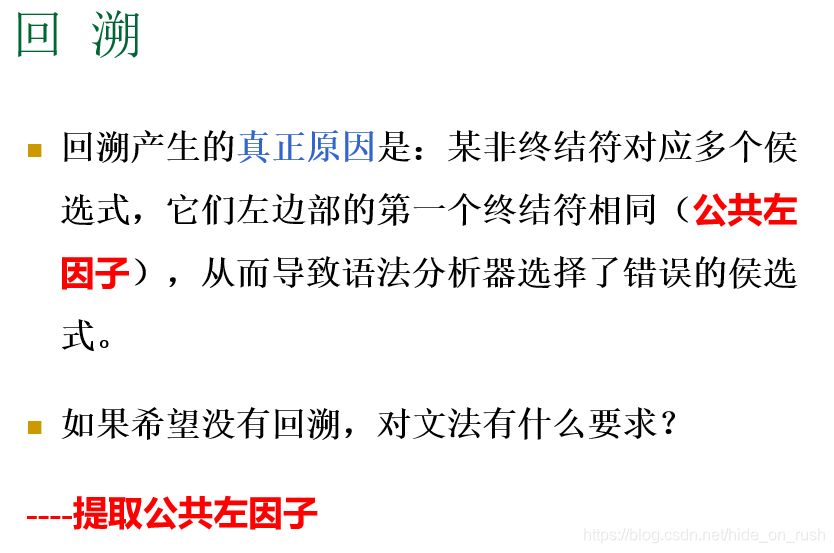 回 溯
回溯产生的真正原因是：某非终结符对应多个侯
选式，它们左边部的第一个终结符相同（公共左
因子），从而导致语法分析器选择了错误的侯选
式。
如果希望没有回溯，对文法有什么要求？
----提取公共左因子
https://blog.csdn.net/hide_on_rush